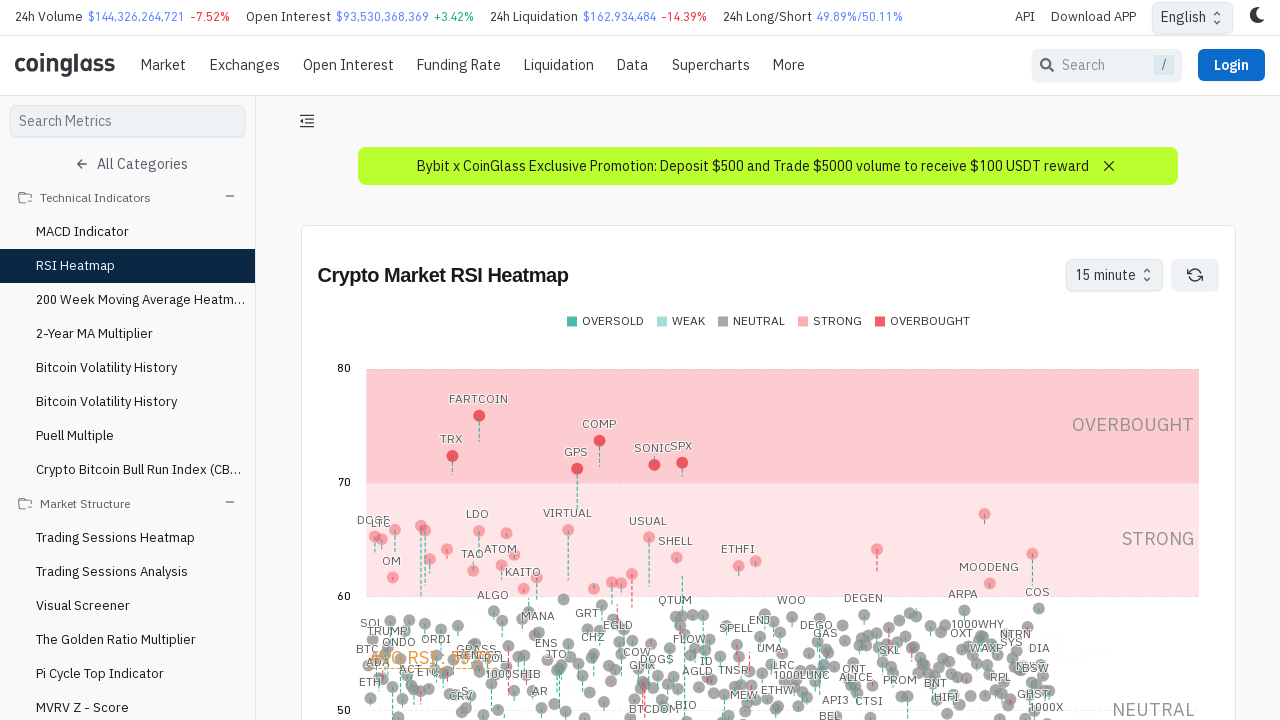 24h Volume $144,326,264,721 -7.52% Open Interest $93,530,368,369 +3.42% 24h Liquidation $162,934,484 -14.39% 24h Long/Short 49.89%/50.11% API Download APP English
coinglass Market Exchanges Open Interest Funding Rate Liquidation Data Supercharts More Search / Login
Search Metrics
All Categories
Technical Indicators
MACD Indicator
RSI Heatmap
200 Week Moving Average Heatm...
2-Year MA Multiplier
Bitcoin Volatility History
Bitcoin Volatility History
Puell Multiple
Crypto Bitcoin Bull Run Index (CB...
Market Structure
Trading Sessions Heatmap
Trading Sessions Analysis
Visual Screener
The Golden Ratio Multiplier
Pi Cycle Top Indicator
MVRV Z - Score
Bybit x CoinGlass Exclusive Promotion: Deposit $500 and Trade $5000 volume to receive $100 USDT reward
Crypto Market RSI Heatmap
15 minute
OVERSOLD WEAK NEUTRAL STRONG OVERBOUGHT
80
FARTCOIN
COMP
OVERBOUGHT
TRX
SONIC SPX
GPS
70
DOGE LTC LDO VIRTUAL USUAL
STRONG
SHELL
TAO ATOM ETHFI
OM
KAITO MOODENG
60
ALGO QTUM WOO DEGEN ARPA COS
GRT
MANA
SOL EGLD ENJ DEGO 1000WHY
TRUMP SPELL GAS OXT NTRN
ONDO ORDI CHZ FLOW SYS
BTC GRASS ENS COW UMA SKL WAXP DIA
JTO DOG$ ID
ADA ACT ETC 1000SHIB GLMR AGLD TNSR LRC 1000LUNC ONT ALICE RPL
ETH AR ETHW PROM BNT
CRV MEW API3 CTSI HIFI GHST
BTCDOM BIO BEL 1000X
50
NEUTRAL